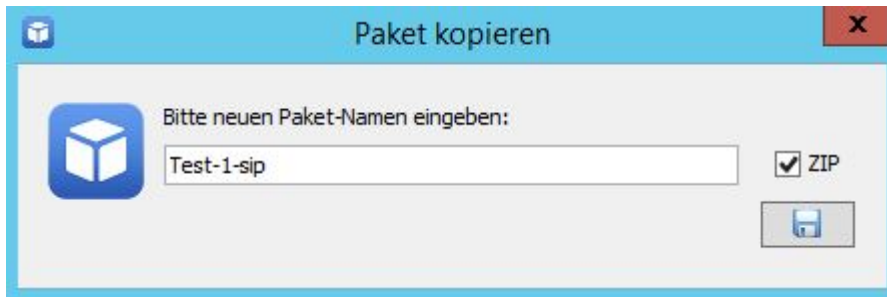 Paket kopieren
x
Bitte neuen Paket-Namen eingeben:
Test-1-sip
ZIP